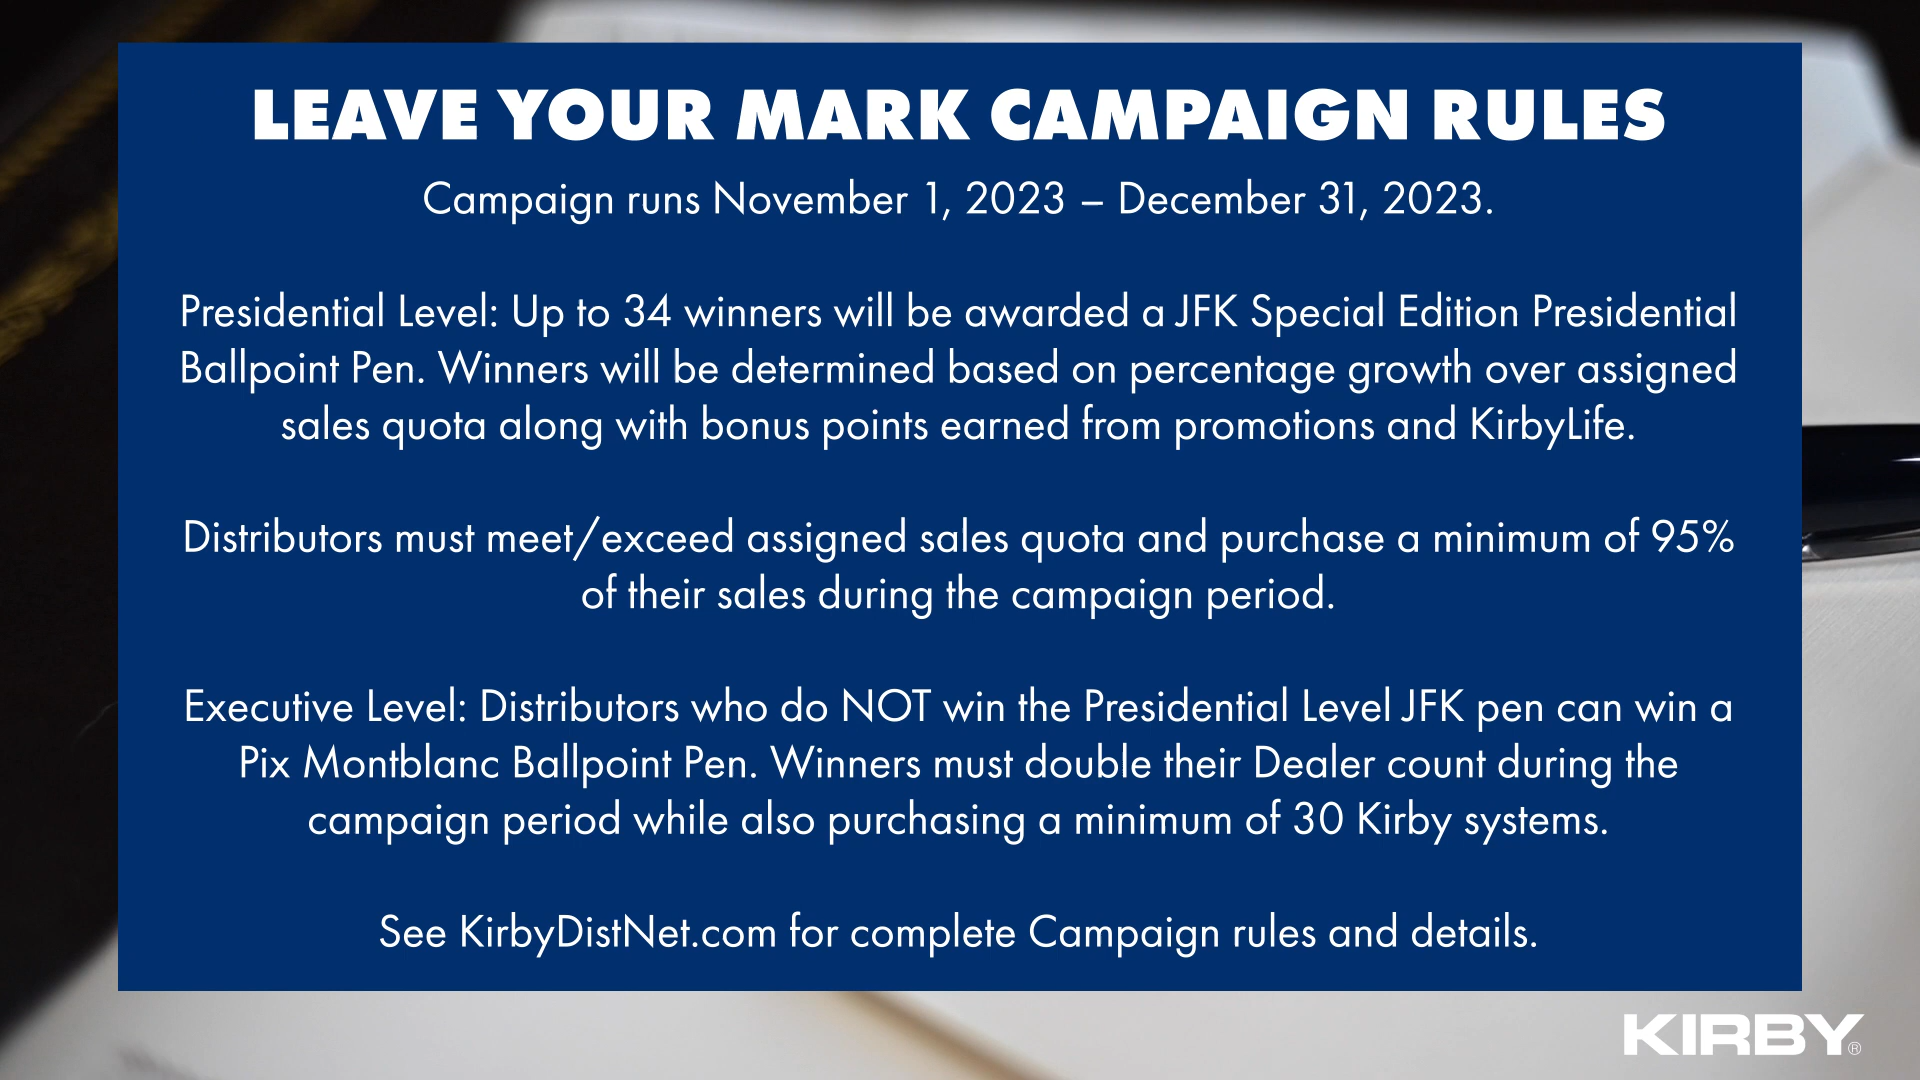 LEAVE YOUR MARK CAMPAIGN RULES
Campaign runs November 1, 2023 – December 31, 2023.
Presidential Level: Up to 34 winners will be awarded a JFK Special Edition Presidential
Ballpoint Pen. Winners will be determined based on percentage growth over assigned
sales quota along with bonus points earned from promotions and KirbyLife.
Distributors must meet/exceed assigned sales quota and purchase a minimum of 95%
of their sales during the campaign period.
Executive Level: Distributors who do NOT win the Presidential Level JFK pen can win a
Pix Montblanc Ballpoint Pen. Winners must double their Dealer count during the
campaign period while also purchasing a minimum of 30 Kirby systems.
See KirbyDistNet.com for complete Campaign rules and details.
KIRBY®